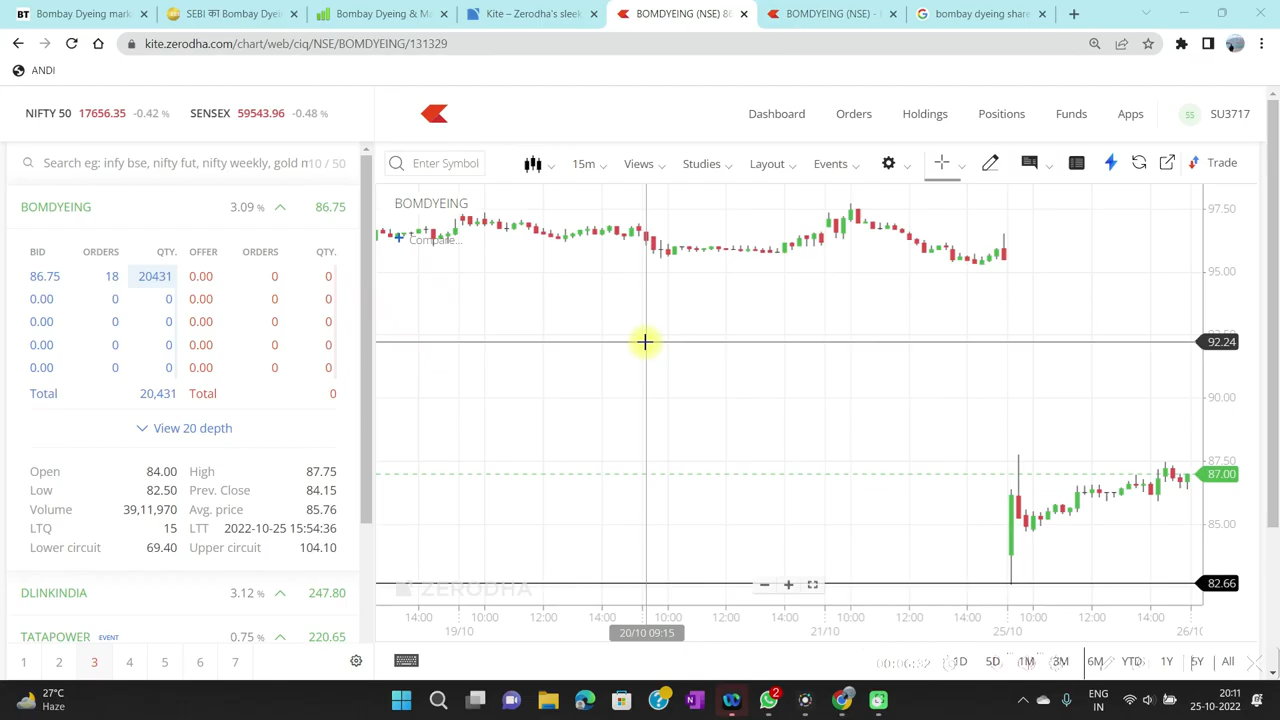 Bombay Dyeing mark
SEBI का Bombay Dye
Bombay Dyeing & M
Kite – Zerodha's sleek
BOMDYEING (NSE) 86
BOMDYEING (NSE) -
bombay dyeing share
kite.zerodha.com/chart/web/ciq/NSE/BOMDYEING/131329
ANDI
NIFTY 50 17656.35 -0.42 % SENSEX 59543.96 -0.48 %
Dashboard Orders Holdings Positions Funds Apps SS SU3717
Search eg: infy bse, nifty fut, nifty weekly, gold m 10 / 50
Enter Symbol 15m Views Studies Layout Events Trade
BOMDYEING 3.09 % 86.75
BID ORDERS QTY. OFFER ORDERS QTY.
86.75 18 20431 0.00 0 0
0.00 0 0 0.00 0 0
0.00 0 0 0.00 0 0
0.00 0 0 0.00 0 0
0.00 0 0 0.00 0 0
Total 20,431 Total 0
View 20 depth
Open 84.00 High 87.75
Low 82.50 Prev. Close 84.15
Volume 39,11,970 Avg. price 85.76
LTQ 15 LTT 2022-10-25 15:54:56
Lower circuit 69.40 Upper circuit 104.10
DLINKINDIA 3.12 % 247.80
TATAPOWER EVENT 0.75 % 220.65
1 2 3 4 5 6 7
BOMDYEING
Compare...
97.50
95.00
92.50
92.24
90.00
87.50
87.00
85.00
82.66
ZERODHA
14:00 10:00 12:00 14:00 10:00 12:00 14:00 10:00 12:00 14:00 10:00 12:00 14:00
19/10 21/10 25/10 26/10
20/10 09:15
00:06:32 1D 5D 1M 3M 6M YTD 1Y 5Y All
27°C
Haze
2
ENG
IN
20:11
25-10-2022